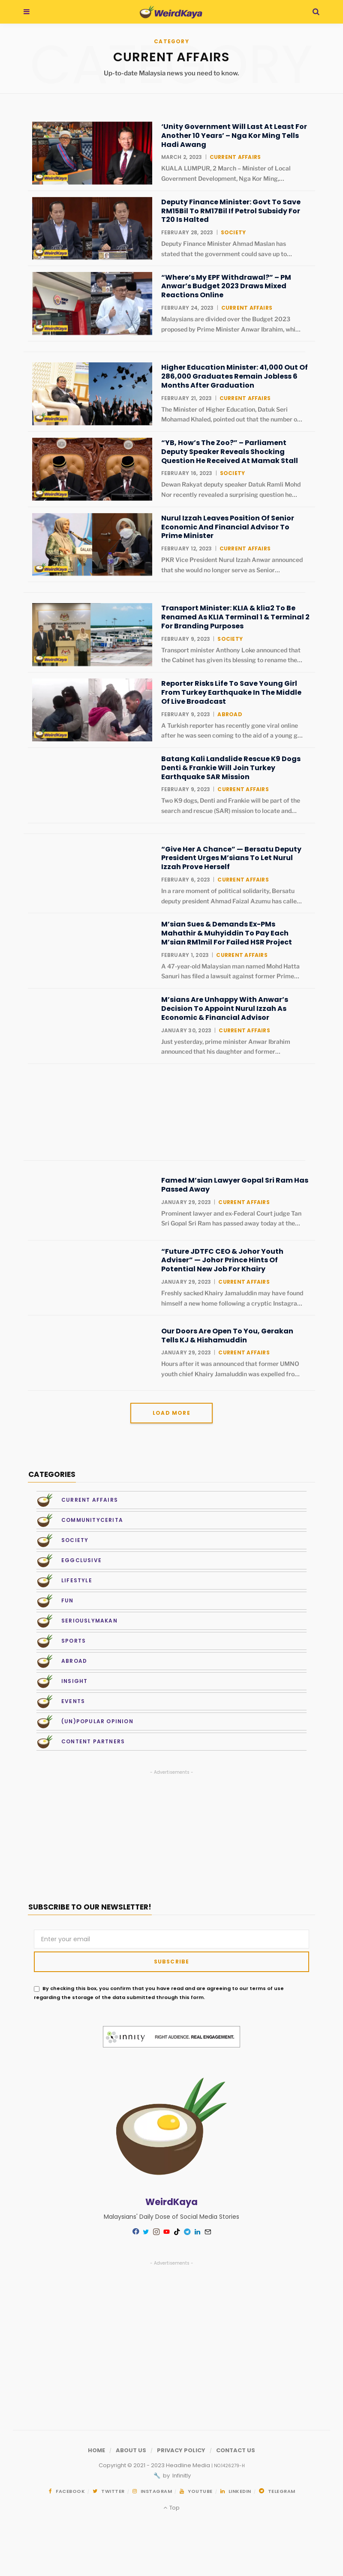 WeirdKaya
CATEGORY
CURRENT AFFAIRS
Up-to-date Malaysia news you need to know.
‘Unity Government Will Last At Least For
Another 10 Years’ – Nga Kor Ming Tells
Hadi Awang
MARCH 2, 2023 | CURRENT AFFAIRS
KUALA LUMPUR, 2 March – Minister of Local
Government Development, Nga Kor Ming,…
Deputy Finance Minister: Govt To Save
RM15Bil To RM17Bil If Petrol Subsidy For
T20 Is Halted
FEBRUARY 28, 2023 | SOCIETY
Deputy Finance Minister Ahmad Maslan has
stated that the government could save up to…
“Where’s My EPF Withdrawal?” – PM
Anwar’s Budget 2023 Draws Mixed
Reactions Online
FEBRUARY 24, 2023 | CURRENT AFFAIRS
Malaysians are divided over the Budget 2023
proposed by Prime Minister Anwar Ibrahim, whi…
Higher Education Minister: 41,000 Out Of
286,000 Graduates Remain Jobless 6
Months After Graduation
FEBRUARY 21, 2023 | CURRENT AFFAIRS
The Minister of Higher Education, Datuk Seri
Mohamad Khaled, pointed out that the number o…
“YB, How’s The Zoo?” – Parliament
Deputy Speaker Reveals Shocking
Question He Received At Mamak Stall
FEBRUARY 18, 2023 | SOCIETY
Dewan Rakyat deputy speaker Datuk Ramli Mohd
Nor recently revealed a surprising question he…
Nurul Izzah Leaves Position Of Senior
Economic And Financial Advisor To
Prime Minister
FEBRUARY 12, 2023 | CURRENT AFFAIRS
PKR Vice President Nurul Izzah Anwar announced
that she would no longer serve as Senior…
Transport Minister: KLIA & klia2 To Be
Renamed As KLIA Terminal 1 & Terminal 2
For Branding Purposes
FEBRUARY 9, 2023 | SOCIETY
Transport minister Anthony Loke announced that
the Cabinet has given its blessing to rename the…
Reporter Risks Life To Save Young Girl
From Turkey Earthquake In The Middle
Of Live Broadcast
FEBRUARY 9, 2023 | ABROAD
A Turkish reporter has recently gone viral online
after he was seen coming to the aid of a young g…
Batang Kali Landslide Rescue K9 Dogs
Denti & Frankie Will Join Turkey
Earthquake SAR Mission
FEBRUARY 9, 2023 | CURRENT AFFAIRS
Two K9 dogs, Denti and Frankie will be part of the
search and rescue (SAR) mission to locate and…
“Give Her A Chance” — Bersatu Deputy
President Urges M’sians To Let Nurul
Izzah Prove Herself
FEBRUARY 6, 2023 | CURRENT AFFAIRS
In a rare moment of political solidarity, Bersatu
deputy president Ahmad Faizal Azumu has calle…
M’sian Sues & Demands Ex-PMs
Mahathir & Muhyiddin To Pay Each
M’sian RM1mil For Failed HSR Project
FEBRUARY 1, 2023 | CURRENT AFFAIRS
A 47-year-old Malaysian man named Mohd Hatta
Sanuri has filed a lawsuit against former Prime…
M’sians Are Unhappy With Anwar’s
Decision To Appoint Nurul Izzah As
Economic & Financial Advisor
JANUARY 30, 2023 | CURRENT AFFAIRS
Just yesterday, prime minister Anwar Ibrahim
announced that his daughter and former…
Famed M’sian Lawyer Gopal Sri Ram Has
Passed Away
JANUARY 29, 2023 | CURRENT AFFAIRS
Prominent lawyer and ex-Federal Court judge Tan
Sri Gopal Sri Ram has passed away today at the…
“Future JDTFC CEO & Johor Youth
Adviser” — Johor Prince Hints Of
Potential New Job For Khairy
JANUARY 29, 2023 | CURRENT AFFAIRS
Freshly sacked Khairy Jamaluddin may have found
himself a new home following a cryptic Instagra…
Our Doors Are Open To You, Gerakan
Tells KJ & Hishamuddin
JANUARY 29, 2023 | CURRENT AFFAIRS
Hours after it was announced that former UMNO
youth chief Khairy Jamaluddin was expelled fro…
LOAD MORE
CATEGORIES
CURRENT AFFAIRS
COMMUNITYCERITA
SOCIETY
EGGCLUSIVE
LIFESTYLE
FUN
SERIOUSLYMAKAN
SPORTS
ABROAD
INSIGHT
EVENTS
(UN)POPULAR OPINION
CONTENT PARTNERS
- Advertisements -
SUBSCRIBE TO OUR NEWSLETTER!
Enter your email
SUBSCRIBE
By checking this box, you confirm that you have read and are agreeing to our terms of use
regarding the storage of the data submitted through this form.
innity RIGHT AUDIENCE. REAL ENGAGEMENT.
WeirdKaya
Malaysians' Daily Dose of Social Media Stories
- Advertisements -
HOME / ABOUT US / PRIVACY POLICY / CONTACT US
Copyright © 2021 - 2023 Headline Media
by Infinity
FACEBOOK TWITTER INSTAGRAM YOUTUBE LINKEDIN TELEGRAM
Top